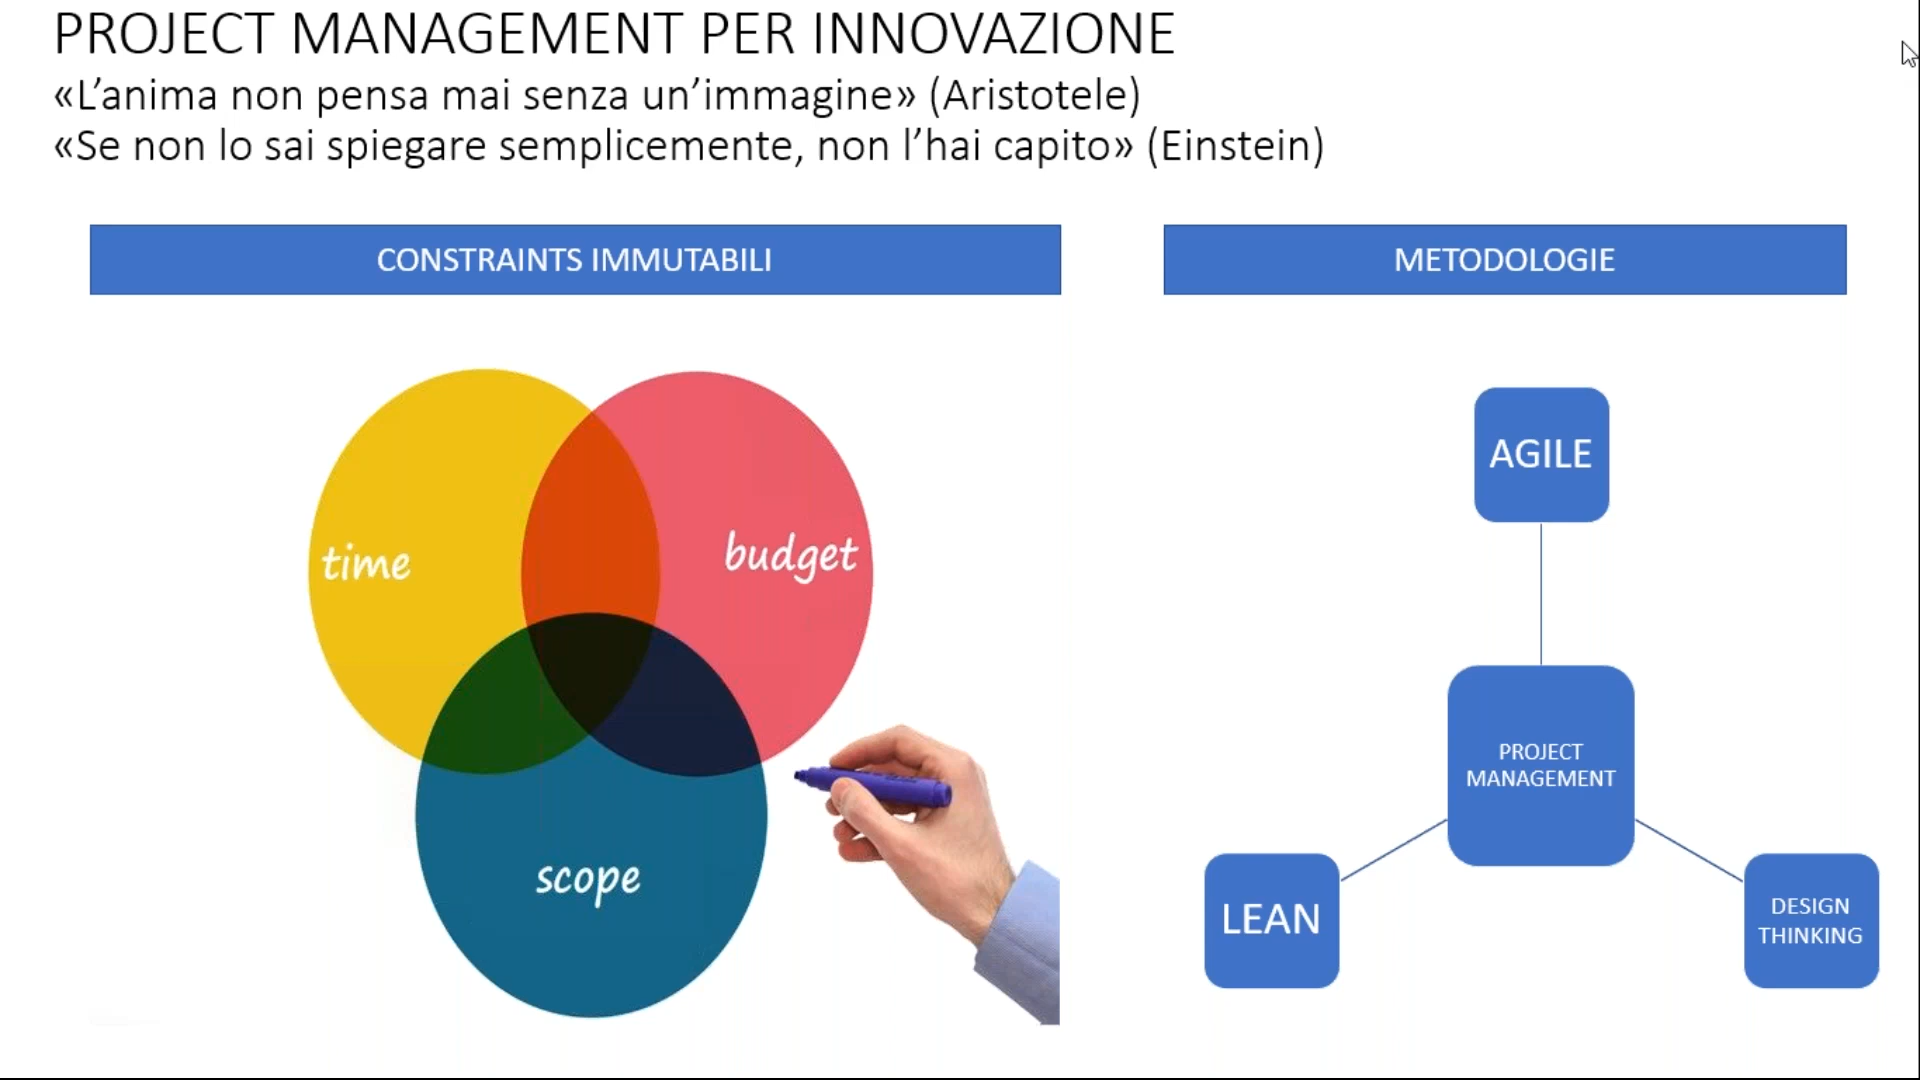 PROJECT MANAGEMENT PER INNOVAZIONE
«L’anima non pensa mai senza un’immagine» (Aristotele)
«Se non lo sai spiegare semplicemente, non l’hai capito» (Einstein)
CONSTRAINTS IMMUTABILI
time
budget
scope
METODOLOGIE
AGILE
PROJECT
MANAGEMENT
LEAN
DESIGN
THINKING